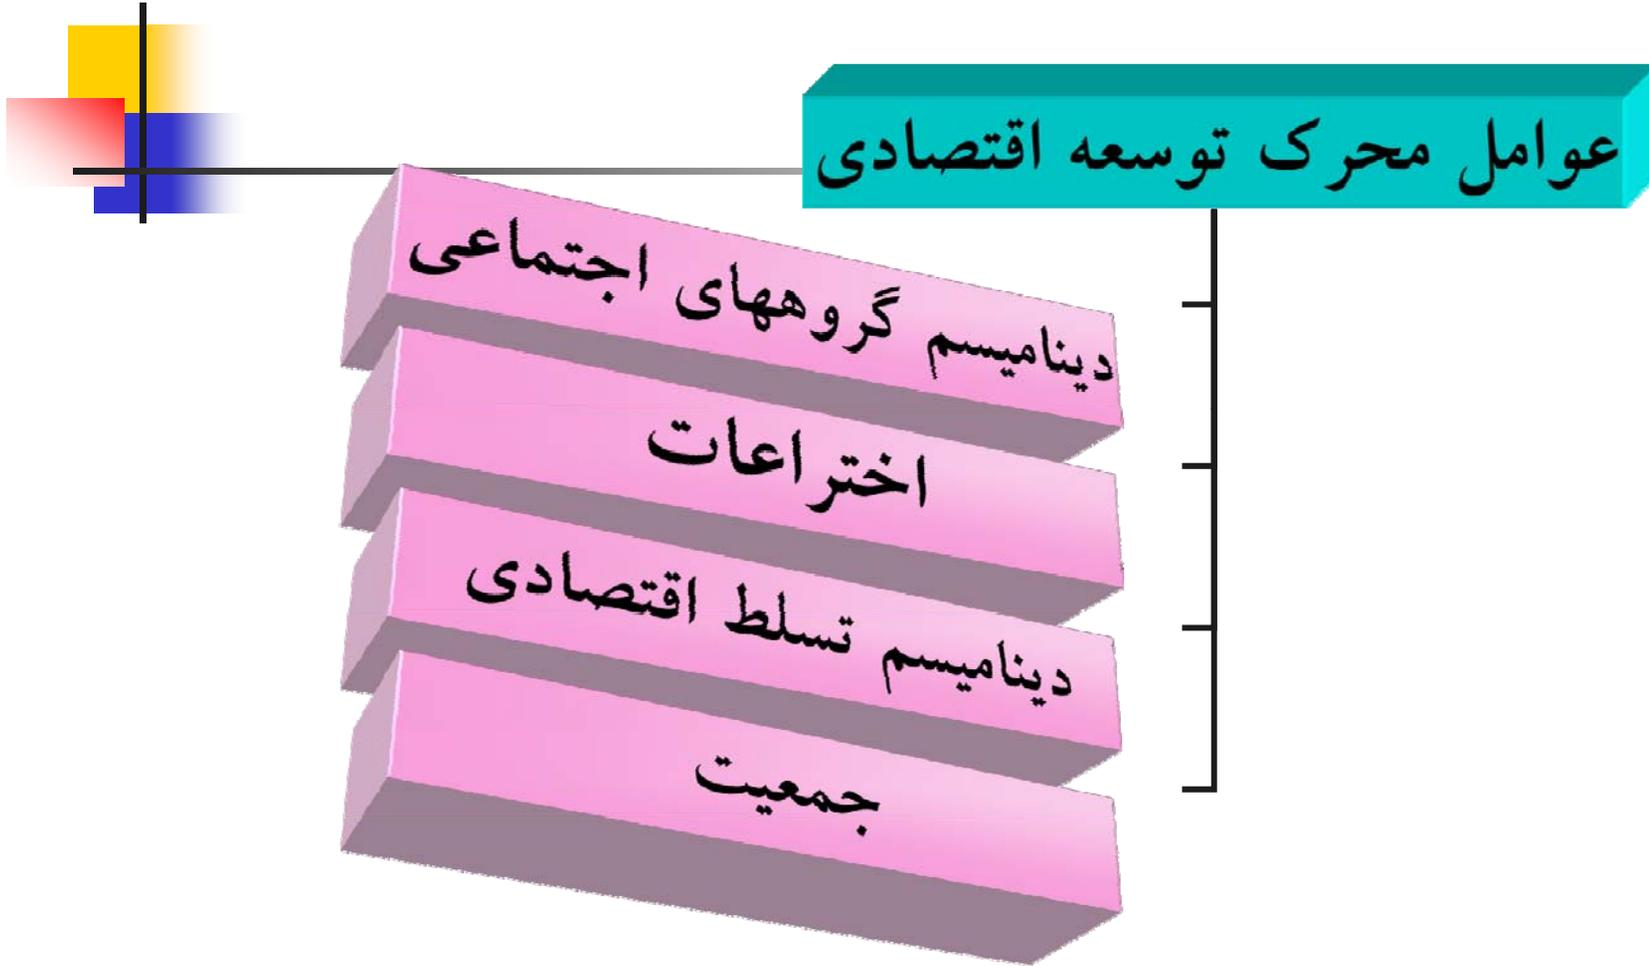 عوامل محرک توسعه اقتصادی
دینامیسم گروههای اجتماعی
اختراعات
دینامیسم تسلط اقتصادی
جمعیت